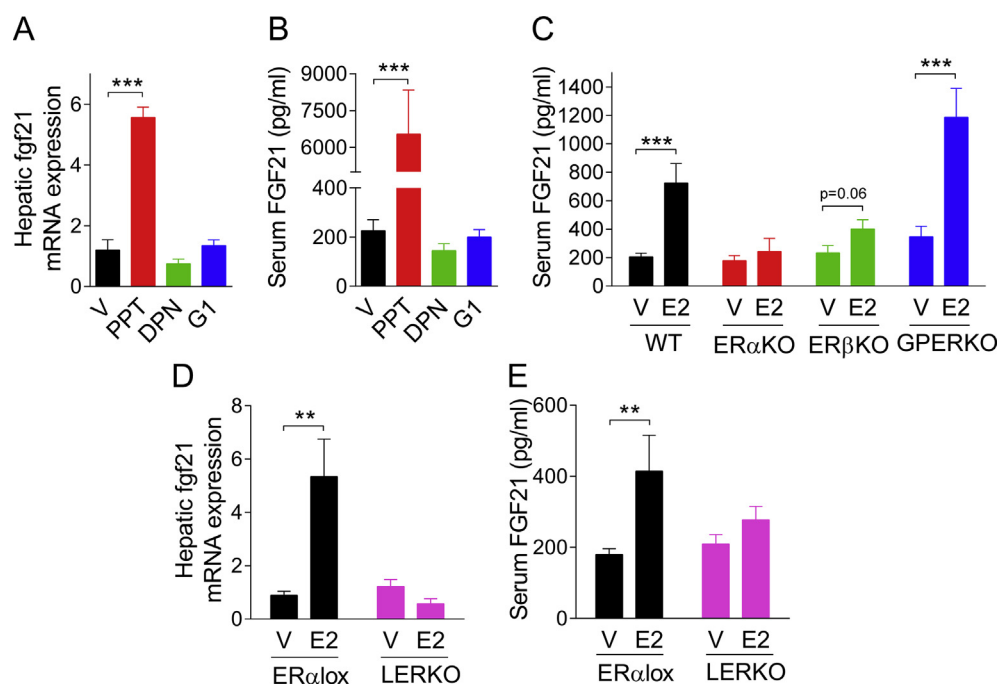 A
Hepatic fgf21
mRNA expression
6
4
2
0
***
V
PPT
DPN
G1
B
Serum FGF21 (pg/ml)
9000
6000
400
200
0
***
V
PPT
DPN
G1
C
Serum FGF21 (pg/ml)
1400
1200
1000
800
600
400
200
0
***
p=0.06
***
V E2 V E2 V E2 V E2
WT ERαKO ERβKO GPERKO
D
Hepatic fgf21
mRNA expression
8
6
4
2
0
**
V E2 V E2
ERαlox LERKO
E
Serum FGF21 (pg/ml)
600
400
200
0
**
V E2 V E2
ERαlox LERKO